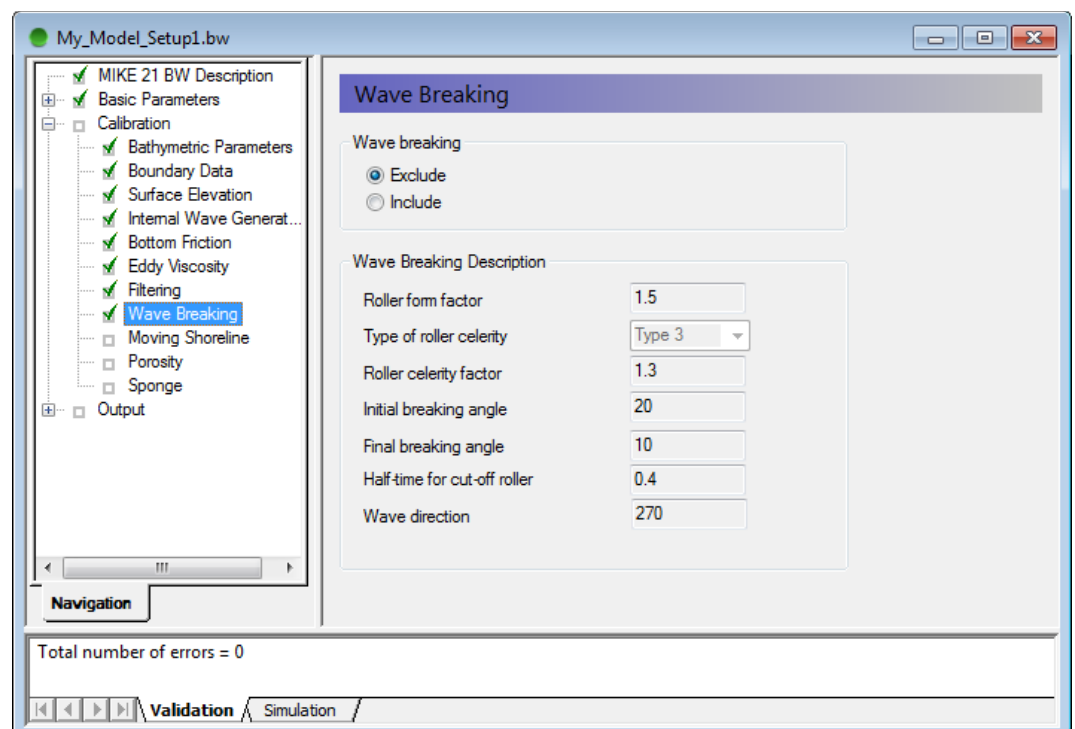 My_Model_Setup1.bw
MIKE 21 BW Description
Basic Parameters
Calibration
Bathymetric Parameters
Boundary Data
Surface Elevation
Internal Wave Generat...
Bottom Friction
Eddy Viscosity
Filtering
Wave Breaking
Moving Shoreline
Porosity
Sponge
Output
Navigation
Wave Breaking
Wave breaking
Exclude
Include
Wave Breaking Description
Roller form factor 1.5
Type of roller celerity Type 3
Roller celerity factor 1.3
Initial breaking angle 20
Final breaking angle 10
Half-time for cut-off roller 0.4
Wave direction 270
Total number of errors = 0
Validation Simulation